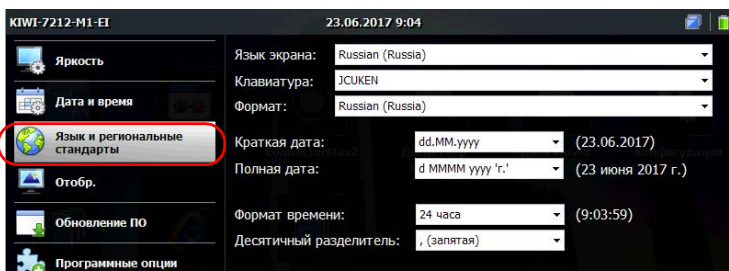 KIWI-7212-M1-EI 23.06.2017 9:04
Яркость
Дата и время
Язык и региональные
стандарты
Отобр.
Обновление ПО
Программные опции
Язык экрана: Russian (Russia)
Клавиатура: JCUKEN
Формат: Russian (Russia)
Краткая дата: dd.MM.yyyy (23.06.2017)
Полная дата: d MMMM yyyy 'г.' (23 июня 2017 г.)
Формат времени: 24 часа (9:03:59)
Десятичный разделитель: , (запятая)